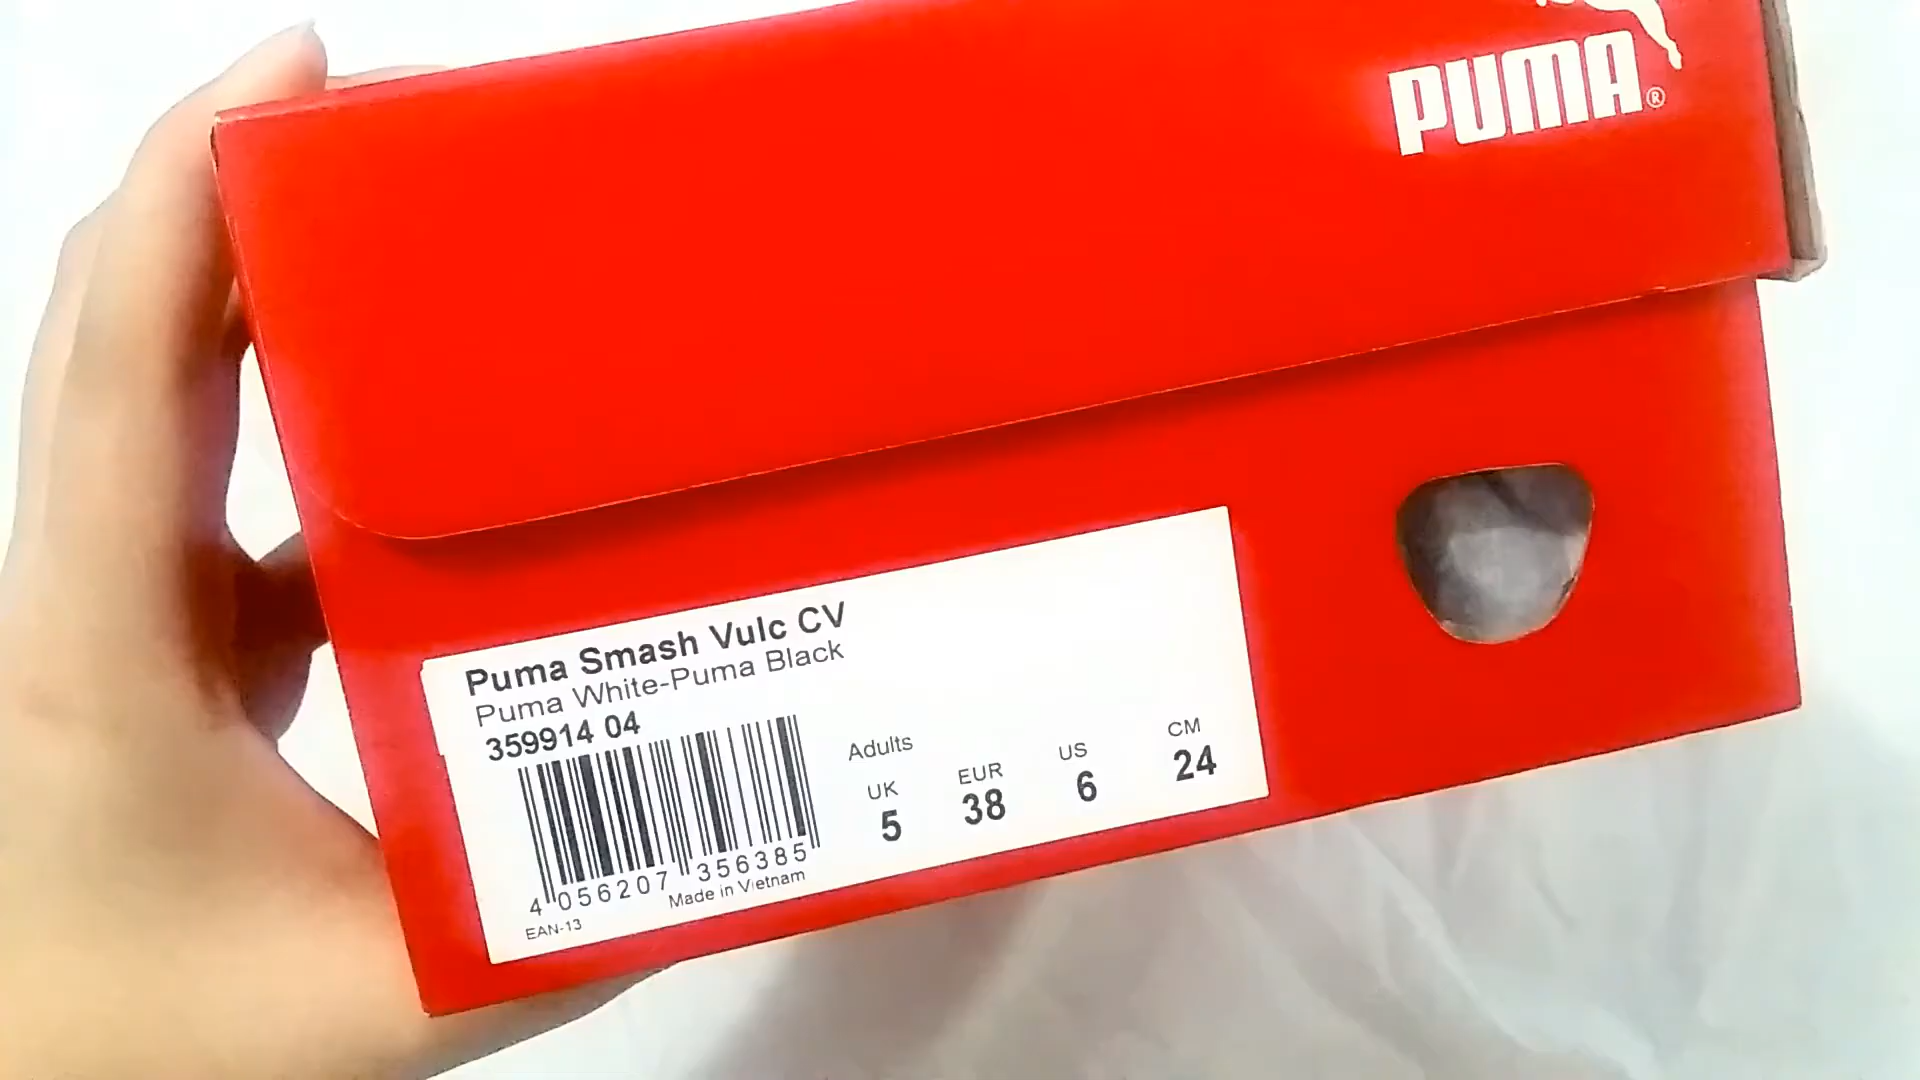 PUMA®
Puma Smash Vulc CV
Puma White-Puma Black
359914 04
Adults
UK EUR US CM
5 38 6 24
4 056207 356385
EAN-13 Made in Vietnam